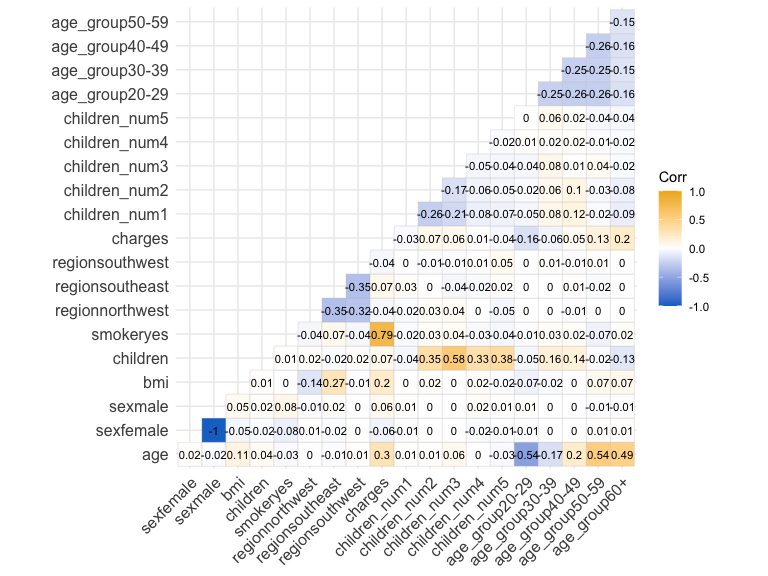 age_group50-59 -0.15
age_group40-49 -0.26 -0.16
age_group30-39 -0.25 -0.25 -0.15
age_group20-29 -0.25 -0.26 -0.26 -0.16
children_num5 0 0.06 0.02 -0.04 -0.04
children_num4 -0.02 0.01 0.02 0.02 -0.01 -0.02
children_num3 -0.05 -0.04 -0.04 0.08 0.01 0.04 -0.02
children_num2 -0.17 -0.06 -0.05 -0.02 0.06 0.1 -0.03 -0.08
children_num1 -0.26 -0.21 -0.08 -0.07 -0.05 0.08 0.12 -0.02 -0.09
charges -0.03 0.07 0.06 0.01 -0.04 -0.16 -0.06 0.05 0.13 0.2
regionsouthwest -0.04 0 -0.01 -0.01 0.01 0.05 0 0.01 -0.01 0.01 0
regionsoutheast -0.35 0.07 0.03 0 -0.04 -0.02 0.02 0 0 0.01 -0.02 0
regionnorthwest -0.35 -0.32 -0.04 -0.02 0.03 0.04 0 -0.05 0 0 -0.01 0 0
smokeryes -0.04 0.07 -0.04 0.79 -0.02 0.03 0.04 -0.03 -0.04 -0.01 0.03 0.02 -0.07 0.02
children 0.01 0.02 -0.02 0.02 0.07 -0.04 0.35 0.58 0.33 0.38 -0.05 0.16 0.14 -0.02 -0.13
bmi 0.01 0 -0.14 0.27 -0.01 0.2 0 0.02 0 0.02 -0.02 -0.07 -0.02 0 0.07 0.07
sexmale 0.05 0.02 0.08 -0.01 0.02 0 0.06 0.01 0 0 0.02 0.01 0.01 0 0 -0.01 -0.01
sexfemale -1 -0.05 -0.02 -0.08 0.01 -0.02 0 -0.06 -0.01 0 0 -0.02 -0.01 -0.01 0 0 0.01 0.01
age 0.02 -0.02 0.11 0.04 -0.03 0 -0.01 0.01 0.3 0.01 0.01 0.06 0 -0.03 -0.54 -0.17 0.2 0.54 0.49
sexfemale
sexmale
bmi
children
smokeryes
regionnorthwest
regionsoutheast
regionsouthwest
charges
children_num1
children_num2
children_num3
children_num4
children_num5
age_group20-29
age_group30-39
age_group40-49
age_group50-59
age_group60+
Corr
1.0
0.5
0.0
-0.5
-1.0